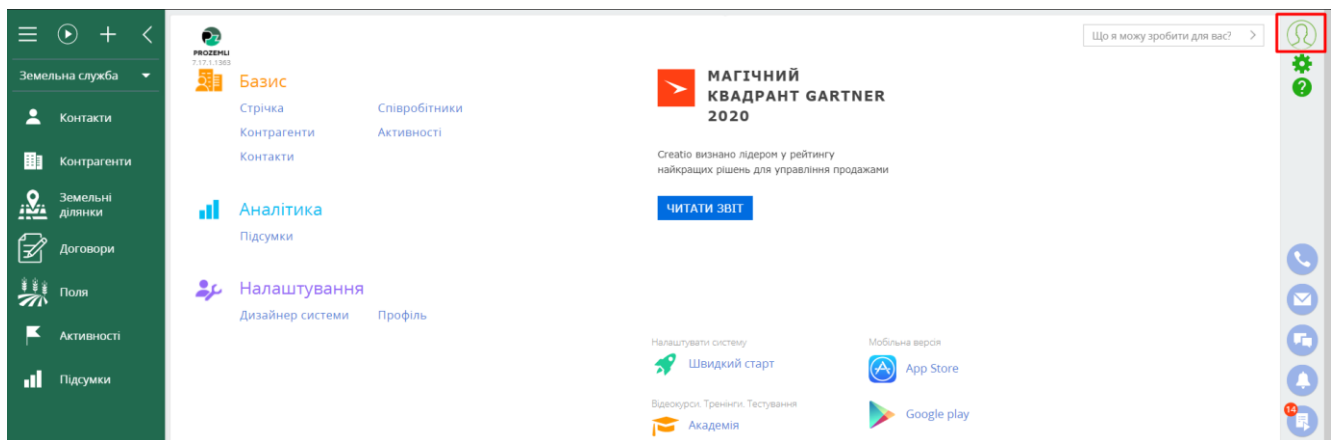 Земельна служба
Контакти
Контрагенти
Земельні
ділянки
Договори
Поля
Активності
Підсумки
PROZEMLI
7.17.1.1363
Базис
Стрічка
Співробітники
Контрагенти
Активності
Контакти
Аналітика
Підсумки
Налаштування
Дизайнер системи
Профіль
Що я можу зробити для вас?
МАГІЧНИЙ
КВАДРАНТ GARTNER
2020
Creatio визнано лідером у рейтингу
найкращих рішень для управління продажами
ЧИТАТИ ЗВІТ
Налаштувати систему
Швидкий старт
Мобільна версія
App Store
Відеокурси. Тренінги. Тестування
Академія
Google play
14